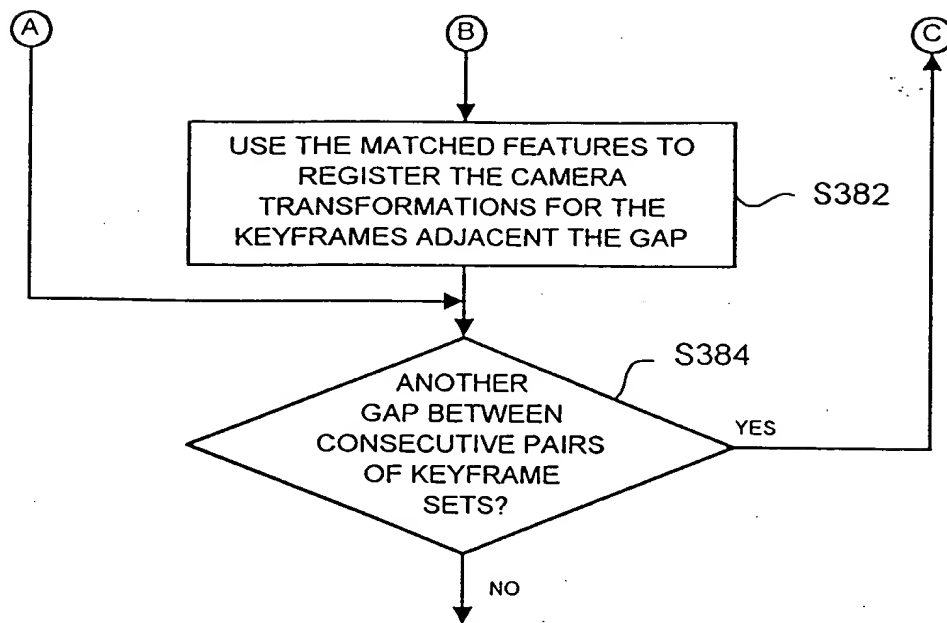 A
B
C
USE THE MATCHED FEATURES TO
REGISTER THE CAMERA
TRANSFORMATIONS FOR THE
KEYFRAMES ADJACENT THE GAP
S382
S384
ANOTHER
GAP BETWEEN
CONSECUTIVE PAIRS
OF KEYFRAME
SETS?
YES
NO